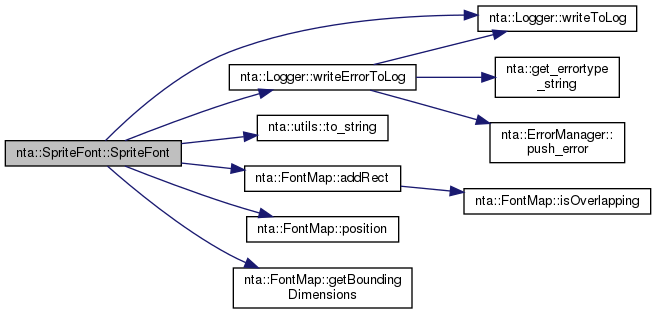 nta::Logger::writeToLog
nta::Logger::writeErrorToLog
nta::get_errortype
_string
nta::utils::to_string
nta::ErrorManager::
push_error
nta::SpriteFont::SpriteFont
nta::FontMap::addRect
nta::FontMap::isOverlapping
nta::FontMap::position
nta::FontMap::getBounding
Dimensions